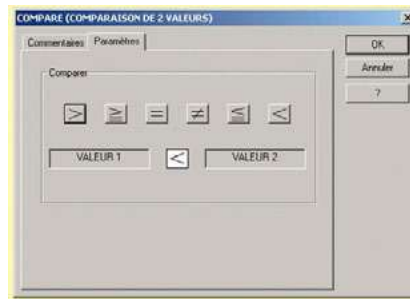 COMPARE (COMPARAISON DE 2 VALEURS)
Commentaires Paramètres
OK
Annuler
?
Comparer
> ≧ = ≠ ≦ <
VALEUR 1 < VALEUR 2